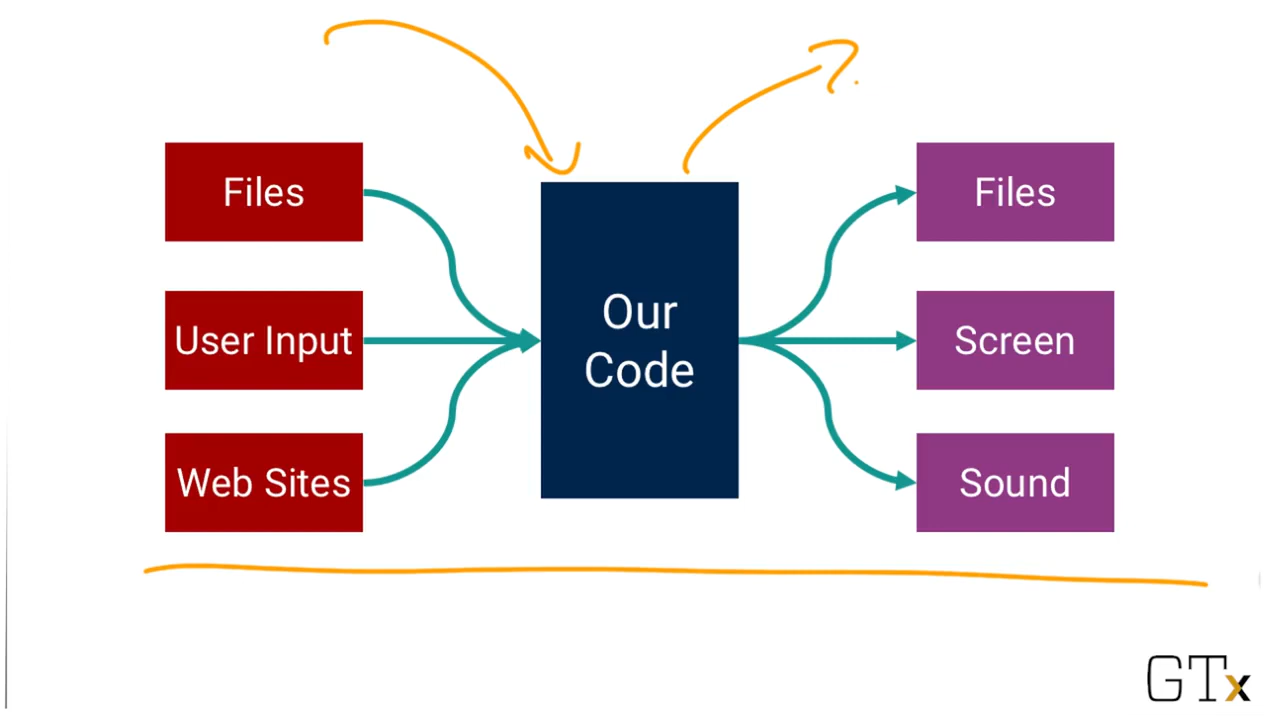 Files
User Input
Web Sites
Our
Code
Files
Screen
Sound
GTx